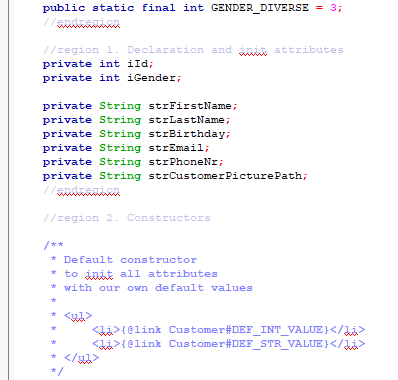 public static final int GENDER_DIVERSE = 3;
//endregion
//region 1. Declaration and init attributes
private int iId;
private int iGender;
private String strFirstName;
private String strLastName;
private String strBirthday;
private String strEmail;
private String strPhoneNr;
private String strCustomerPicturePath;
//endregion
//region 2. Constructors
/**
* Default constructor
* to init all attributes
* with our own default values
*
* <ul>
*     <li>{@link Customer#DEF_INT_VALUE}</li>
*     <li>{@link Customer#DEF_STR_VALUE}</li>
* </ul>
*/